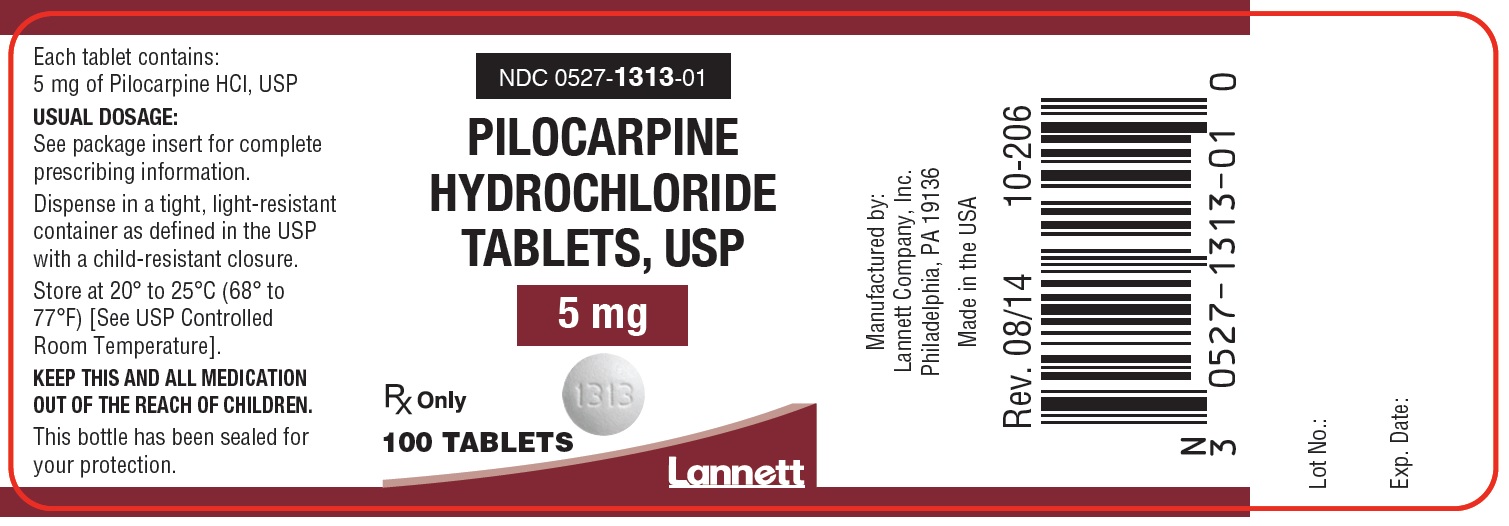 Each tablet contains:
5 mg of Pilocarpine HCl, USP
USUAL DOSAGE:
See package insert for complete
prescribing information.
Dispense in a tight, light-resistant
container as defined in the USP
with a child-resistant closure.
Store at 20° to 25°C (68° to
77°F) [See USP Controlled
Room Temperature].
KEEP THIS AND ALL MEDICATION
OUT OF THE REACH OF CHILDREN.
This bottle has been sealed for
your protection.
NDC 0527-1313-01
PILOCARPINE
HYDROCHLORIDE
TABLETS, USP
5 mg
1313
Rx Only
100 TABLETS
Lannett
Manufactured by:
Lannett Company, Inc.
Philadelphia, PA 19136
Made in the USA
Rev. 08/14 10-206
N
3 0527-1313-01 0
Lot No.:
Exp. Date: